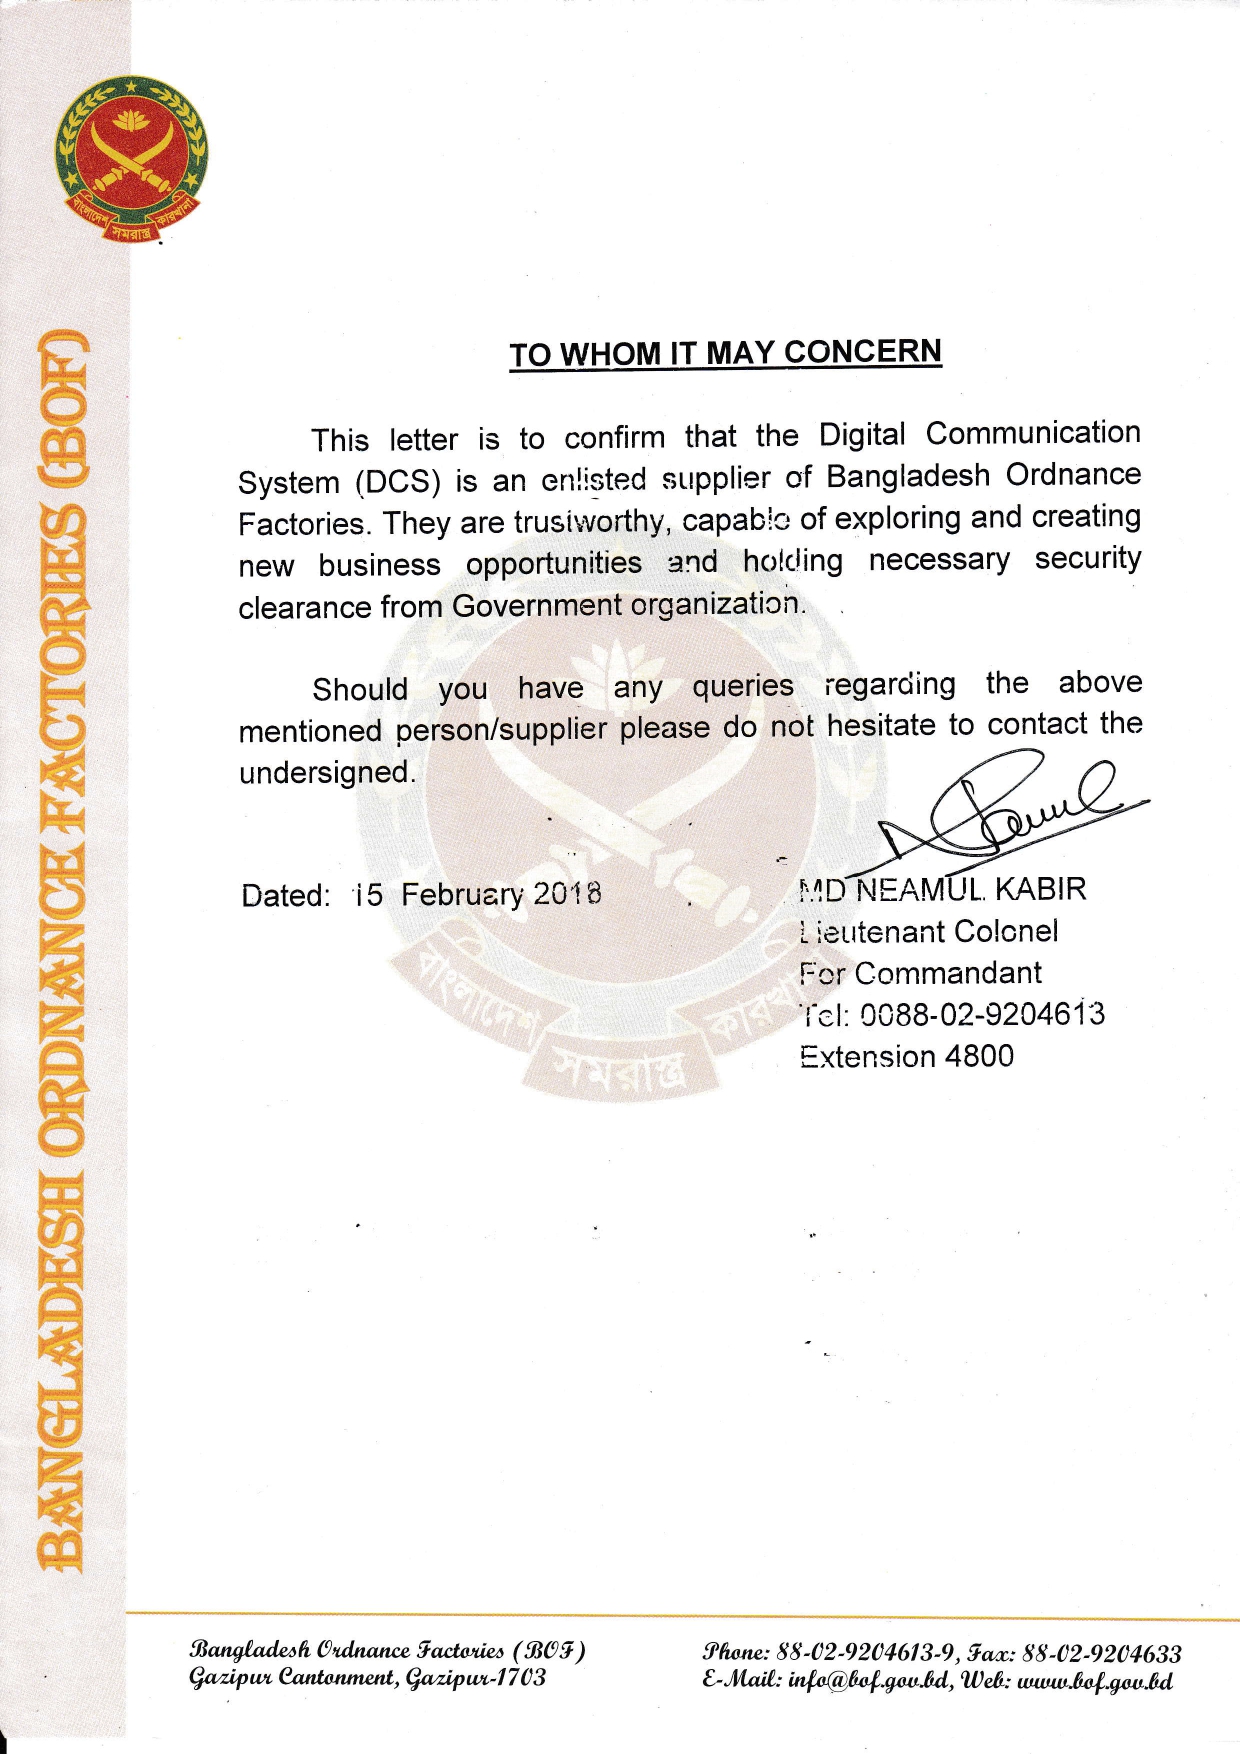 বাংলাদেশ
সমরাস্ত্র
কারখানা
BANGLADESH ORDNANCE FACTORIES (BOF)
TO WHOM IT MAY CONCERN
This letter is to confirm that the Digital Communication
System (DCS) is an enlisted supplier of Bangladesh Ordnance
Factories. They are trustworthy, capable of exploring and creating
new business opportunities and holding necessary security
clearance from Government organization.
Should you have any queries regarding the above
mentioned person/supplier please do not hesitate to contact the
undersigned.
Dated: 15 February 2018
MD NEAMUL KABIR
Lieutenant Colonel
For Commandant
Tel: 0088-02-9204613
Extension 4800
বাংলাদেশ
সমরাস্ত্র
কারখানা
Bangladesh Ordnance Factories (BOF)
Gazipur Cantonment, Gazipur-1703
Phone: 88-02-9204613-9, Fax: 88-02-9204633
E-Mail: info@bof.gov.bd, Web: www.bof.gov.bd